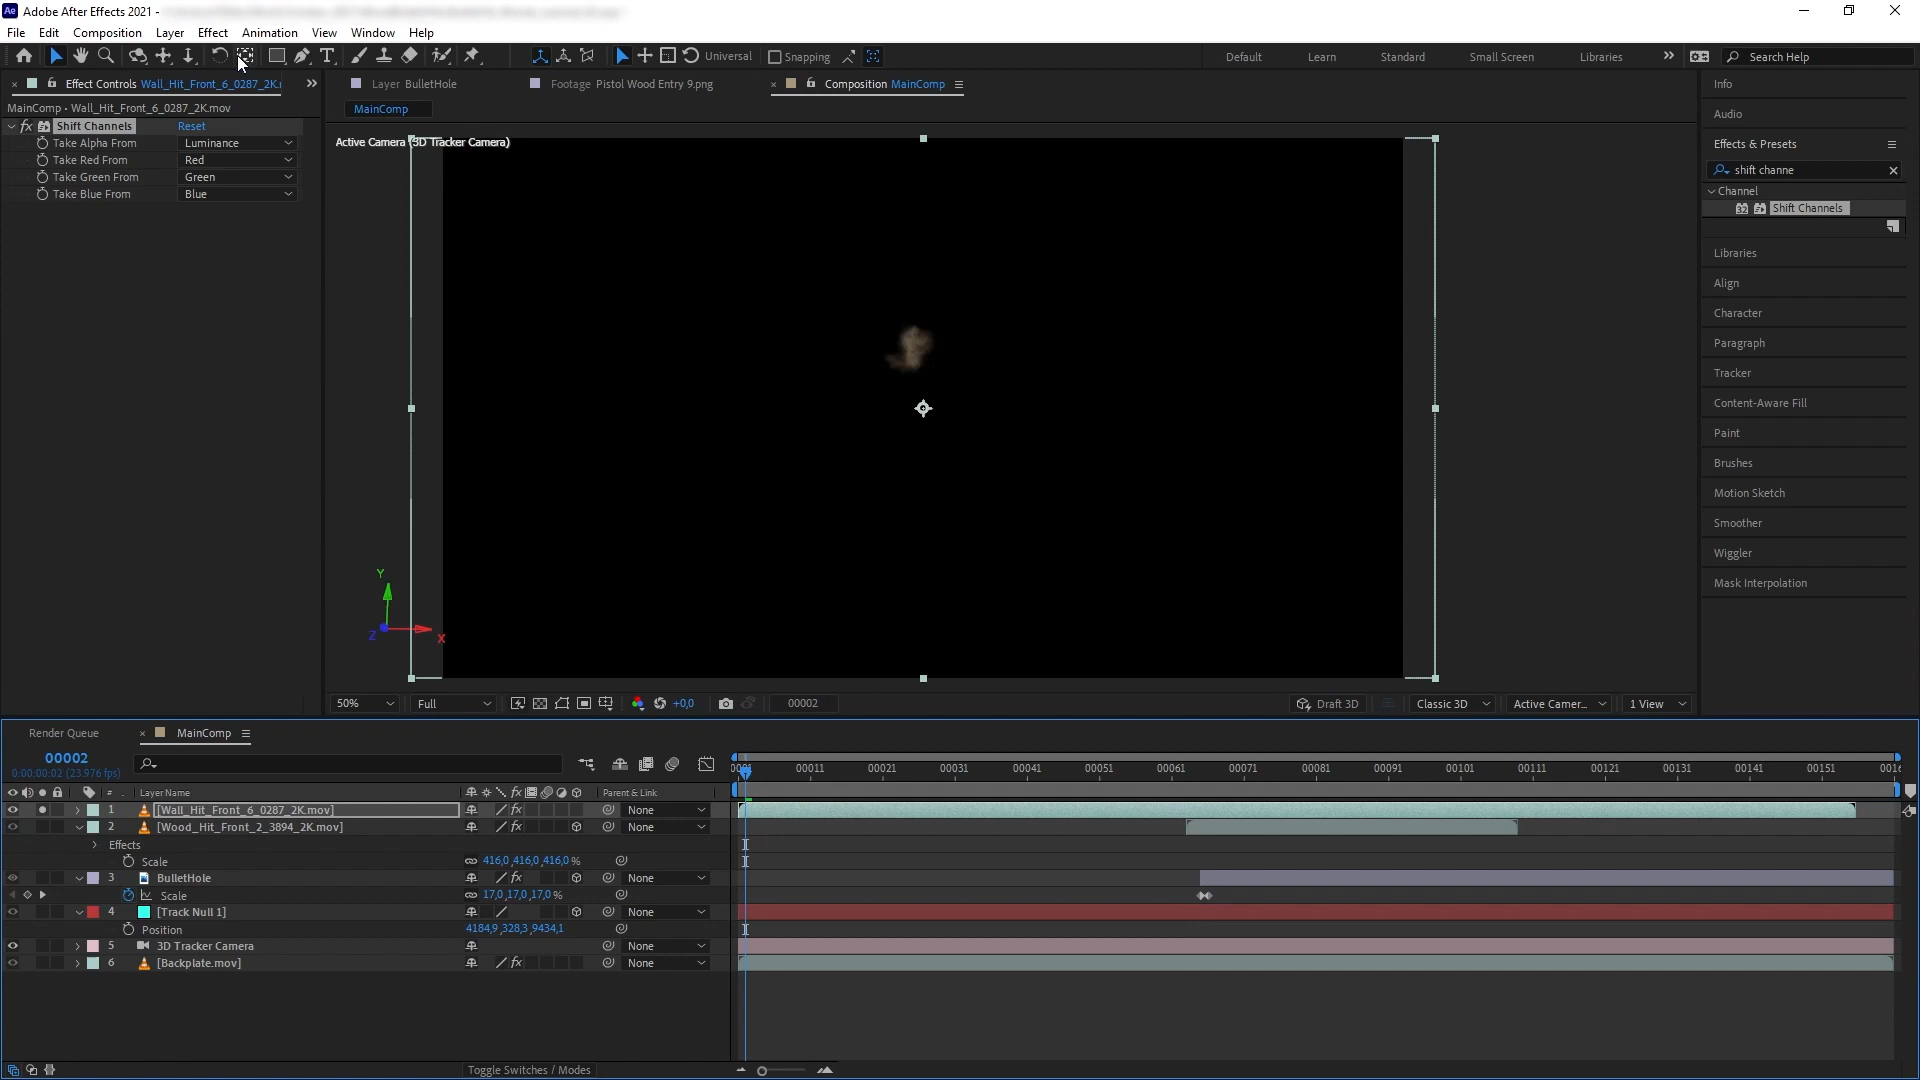 Ae Adobe After Effects 2021 -
File Edit Composition Layer Effect Animation View Window Help
Universal Snapping Default Learn Standard Small Screen Libraries Search Help
Effect Controls Wall_Hit_Front_6_0287_2K.
Layer BulletHole
Footage Pistol Wood Entry 9.png
Composition MainComp
Info
MainComp • Wall_Hit_Front_6_0287_2K.mov
MainComp
Audio
fx Shift Channels Reset
Take Alpha From Luminance
Take Red From Red
Take Green From Green
Take Blue From Blue
Active Camera (3D Tracker Camera)
Effects & Presets
shift channe
Channel
32 Shift Channels
Libraries
Align
Character
Paragraph
Tracker
Content-Aware Fill
Paint
Brushes
Motion Sketch
Smoother
Wiggler
Mask Interpolation
Y
Z
X
50% Full +0,0 00002 Draft 3D Classic 3D Active Camer... 1 View
Render Queue MainComp
00002
0:00:00:02 (23.976 fps)
00011 00021 00031 00041 00051 00061 00071 00081 00091 00101 00111 00121 00131 00141 00151 0016
# Layer Name fx Parent & Link
1 [Wall_Hit_Front_6_0287_2K.mov] fx None
2 [Wood_Hit_Front_2_3894_2K.mov] fx None
Effects
Scale 416,0,416,0,416,0 %
3 BulletHole fx None
Scale 17,0,17,0,17,0 %
4 [Track Null 1] None
Position 4184,9,328,3,9434,1
5 3D Tracker Camera None
6 [Backplate.mov] fx None
Toggle Switches / Modes